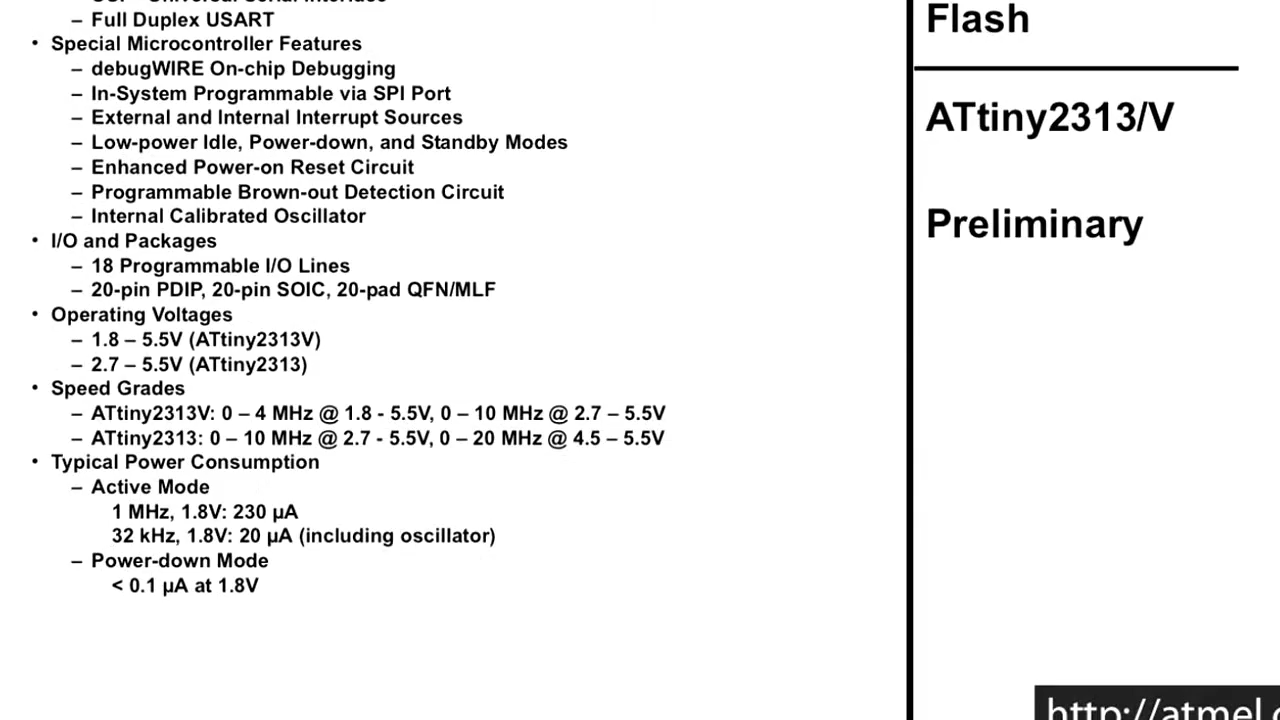 – Full Duplex USART
• Special Microcontroller Features
– debugWIRE On-chip Debugging
– In-System Programmable via SPI Port
– External and Internal Interrupt Sources
– Low-power Idle, Power-down, and Standby Modes
– Enhanced Power-on Reset Circuit
– Programmable Brown-out Detection Circuit
– Internal Calibrated Oscillator
• I/O and Packages
– 18 Programmable I/O Lines
– 20-pin PDIP, 20-pin SOIC, 20-pad QFN/MLF
• Operating Voltages
– 1.8 – 5.5V (ATtiny2313V)
– 2.7 – 5.5V (ATtiny2313)
• Speed Grades
– ATtiny2313V: 0 – 4 MHz @ 1.8 - 5.5V, 0 – 10 MHz @ 2.7 – 5.5V
– ATtiny2313: 0 – 10 MHz @ 2.7 - 5.5V, 0 – 20 MHz @ 4.5 – 5.5V
• Typical Power Consumption
– Active Mode
1 MHz, 1.8V: 230 µA
32 kHz, 1.8V: 20 µA (including oscillator)
– Power-down Mode
< 0.1 µA at 1.8V
Flash
ATtiny2313/V
Preliminary
http://atmel.c